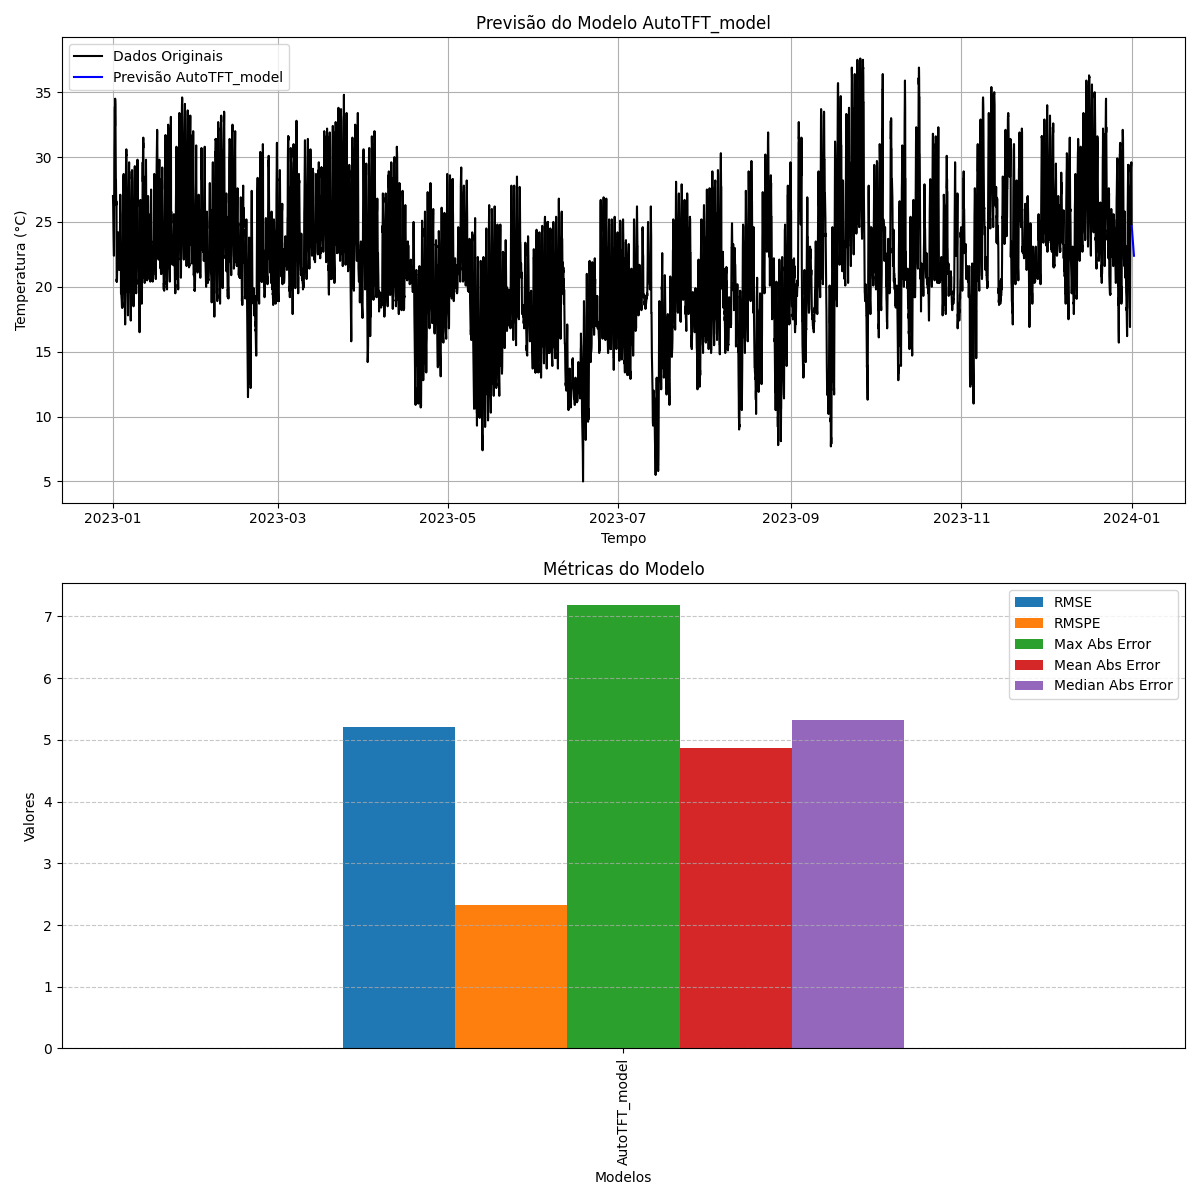 Previsão do Modelo AutoTFT_model
Dados Originais
Previsão AutoTFT_model
Temperatura (°C)
35
30
25
20
15
10
5
2023-01
2023-03
2023-05
2023-07
2023-09
2023-11
2024-01
Tempo
Métricas do Modelo
RMSE
RMSPE
Max Abs Error
Mean Abs Error
Median Abs Error
Valores
7
6
5
4
3
2
1
0
AutoTFT_model
Modelos